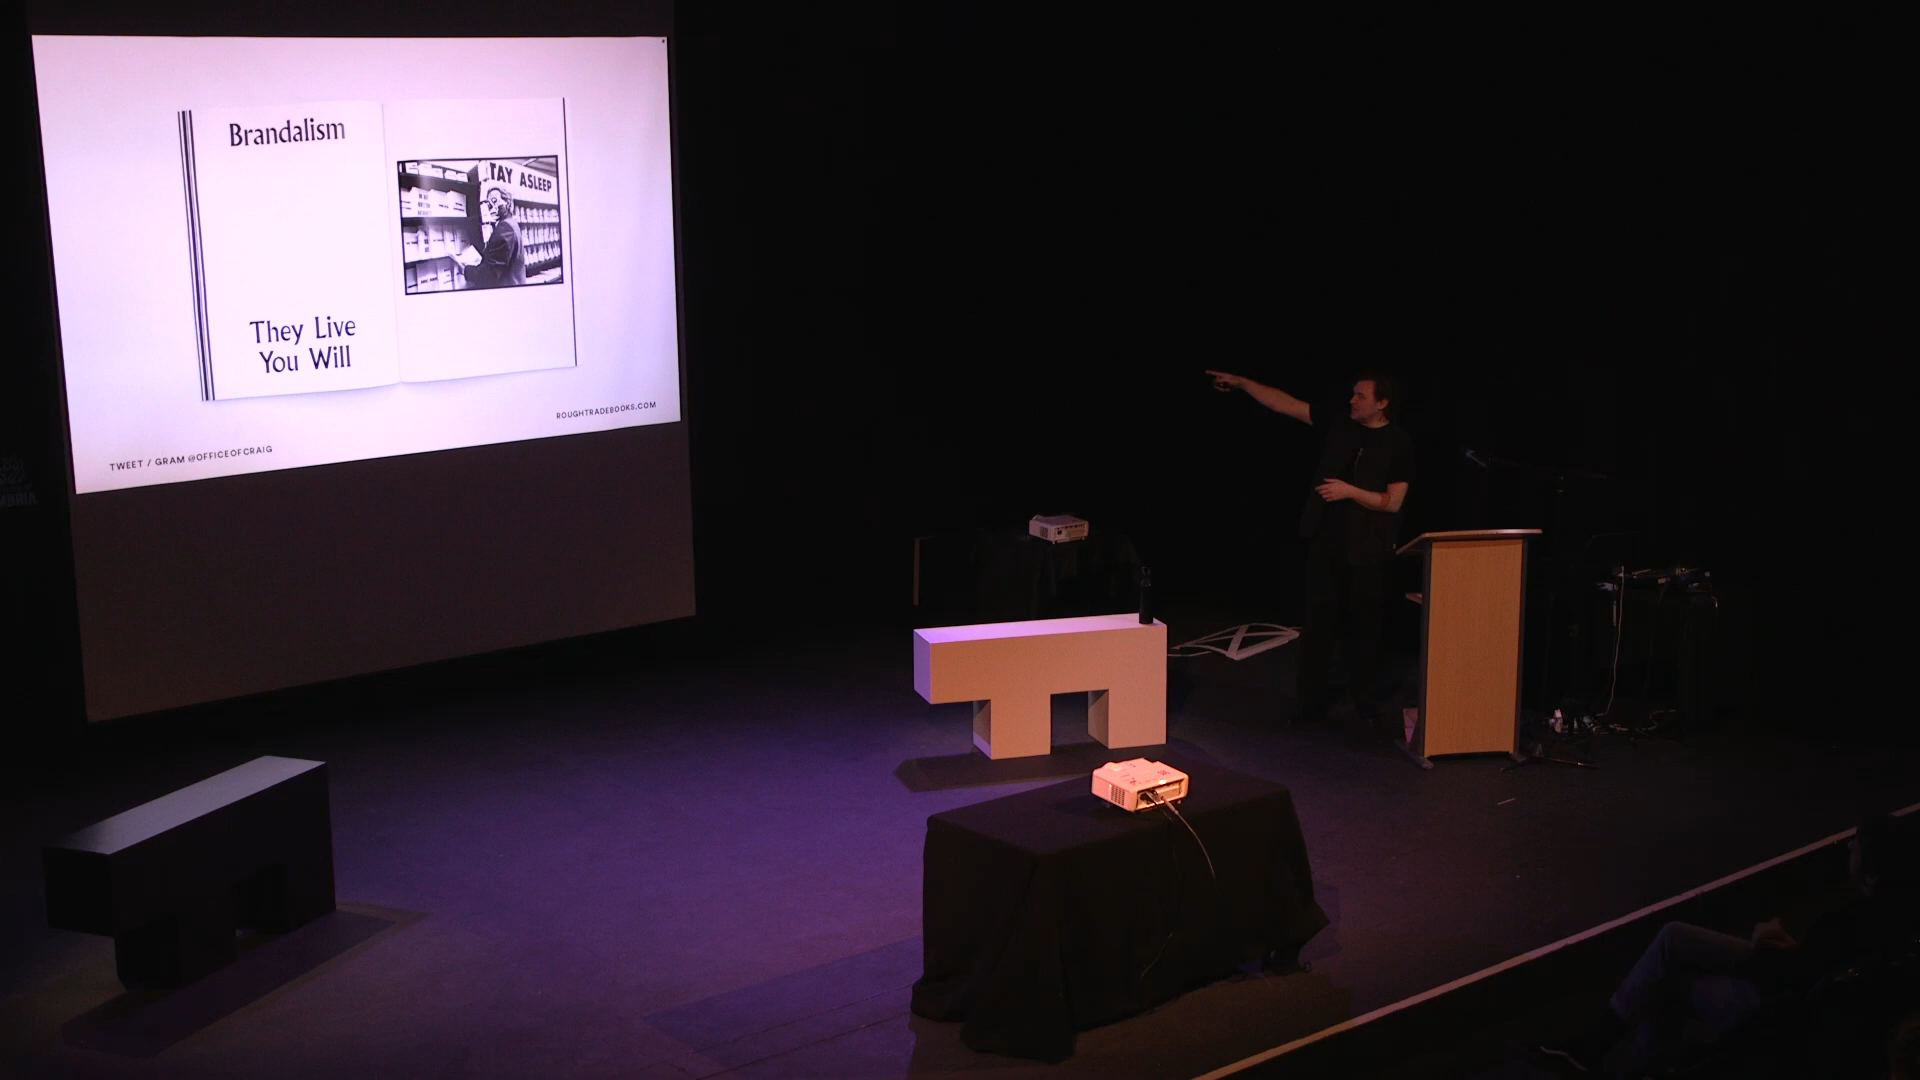 Brandalism
TAY ASLEEP
They Live
You Will
ROUGHTRADEBOOKS.COM
TWEET / GRAM @OFFICEOFCRAIG